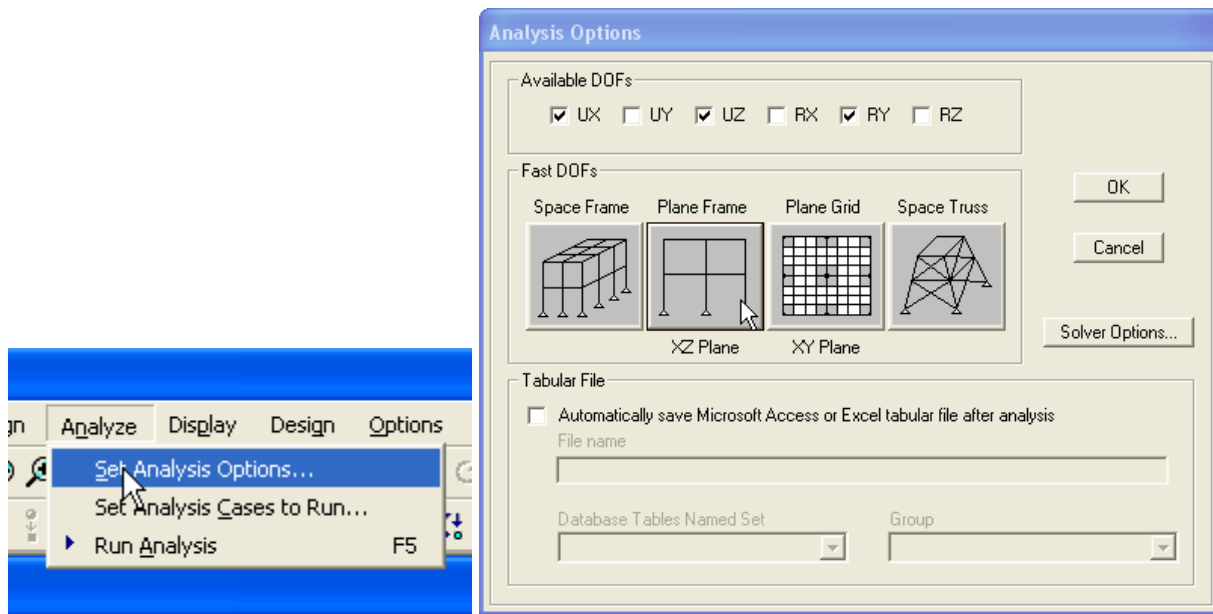 gn Analyze Display Design Options
Set Analysis Options...
Set Analysis Cases to Run...
Run Analysis F5
Analysis Options
Available DOFs
UX UY UZ RX RY RZ
Fast DOFs
Space Frame Plane Frame Plane Grid Space Truss
XZ Plane XY Plane
OK
Cancel
Solver Options...
Tabular File
Automatically save Microsoft Access or Excel tabular file after analysis
File name
Database Tables Named Set Group